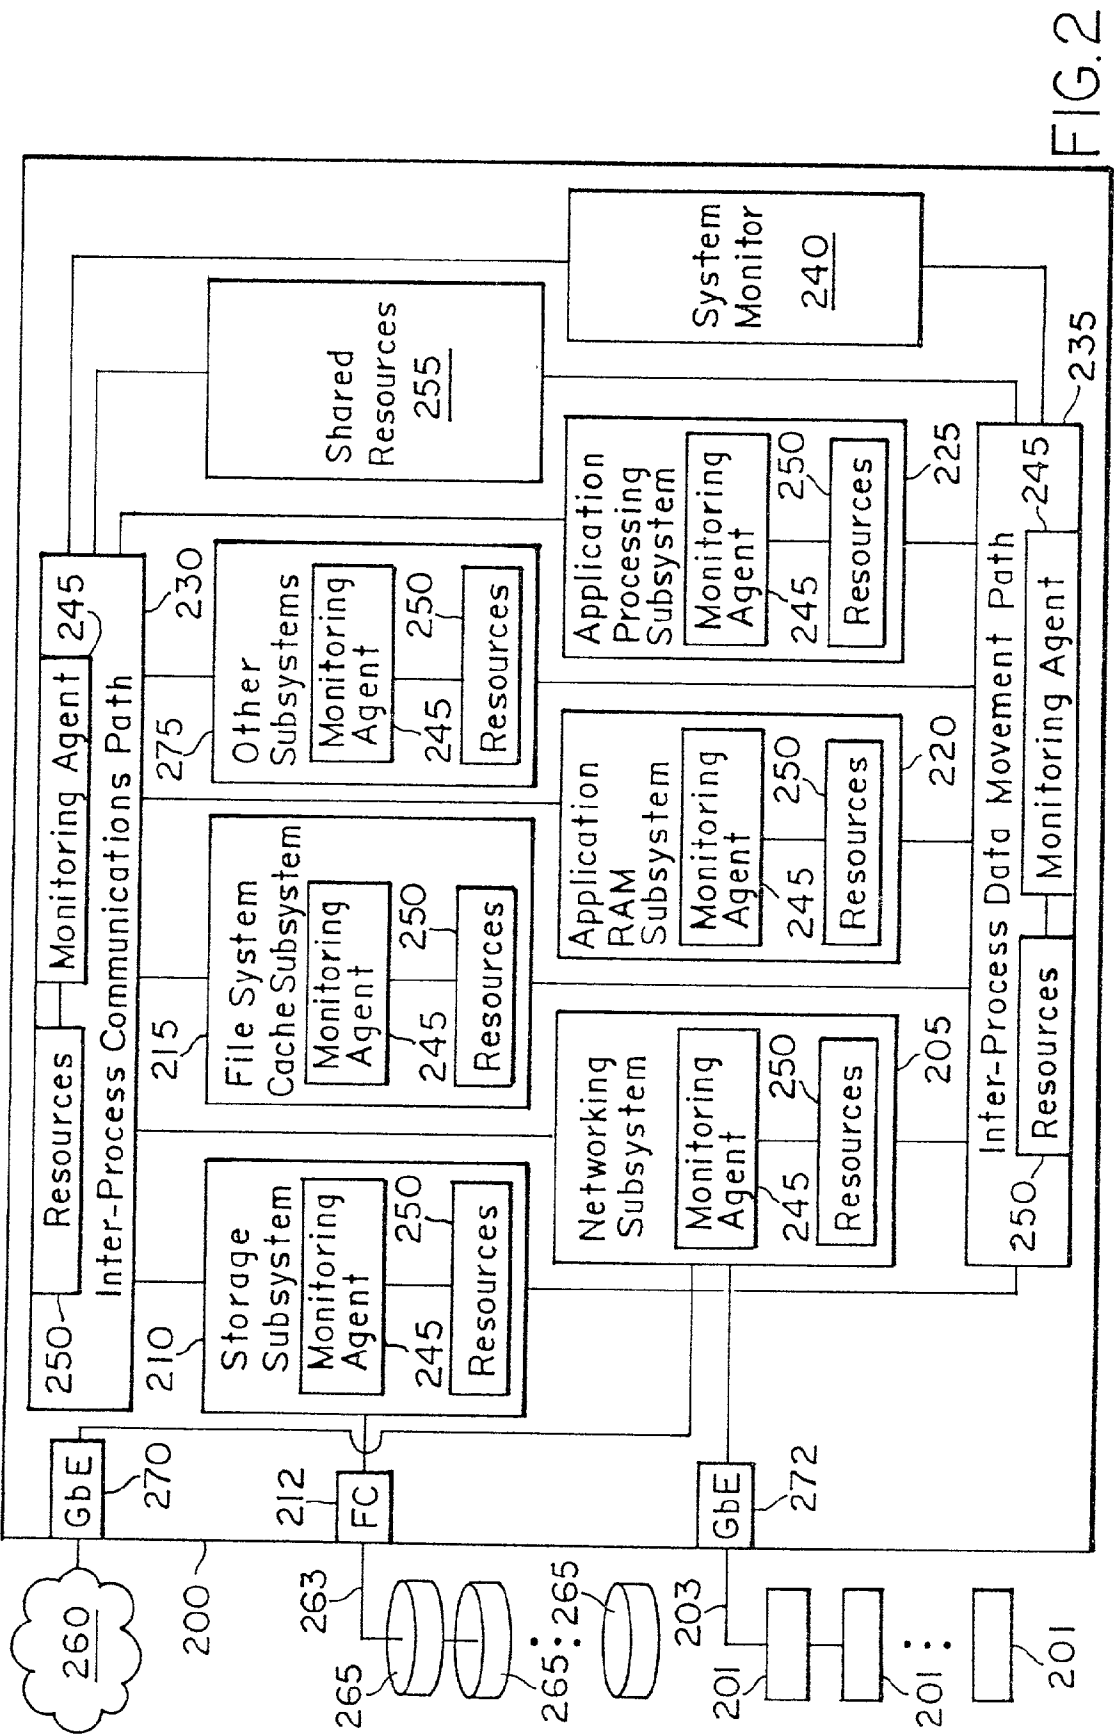 260
GbE
270
200
263
FC
212
265
265
265
203
GbE
272
201
201
201
250
Resources
Monitoring Agent
245
Inter-Process Communications Path
230
210
Storage
Subsystem
Monitoring
Agent
250
245
Resources
215
File System
Cache Subsystem
Monitoring
Agent
250
245
Resources
275
Other
Subsystems
Monitoring
Agent
250
245
Resources
Shared
Resources
255
System
Monitor
240
Networking
Subsystem
Monitoring
Agent
250
245
Resources
205
Application
RAM
Subsystem
Monitoring
Agent
250
245
Resources
220
Application
Processing
Subsystem
Monitoring
Agent
250
245
Resources
225
235
Inter-Process Data Movement Path
250
Resources
Monitoring Agent
245
FIG.2